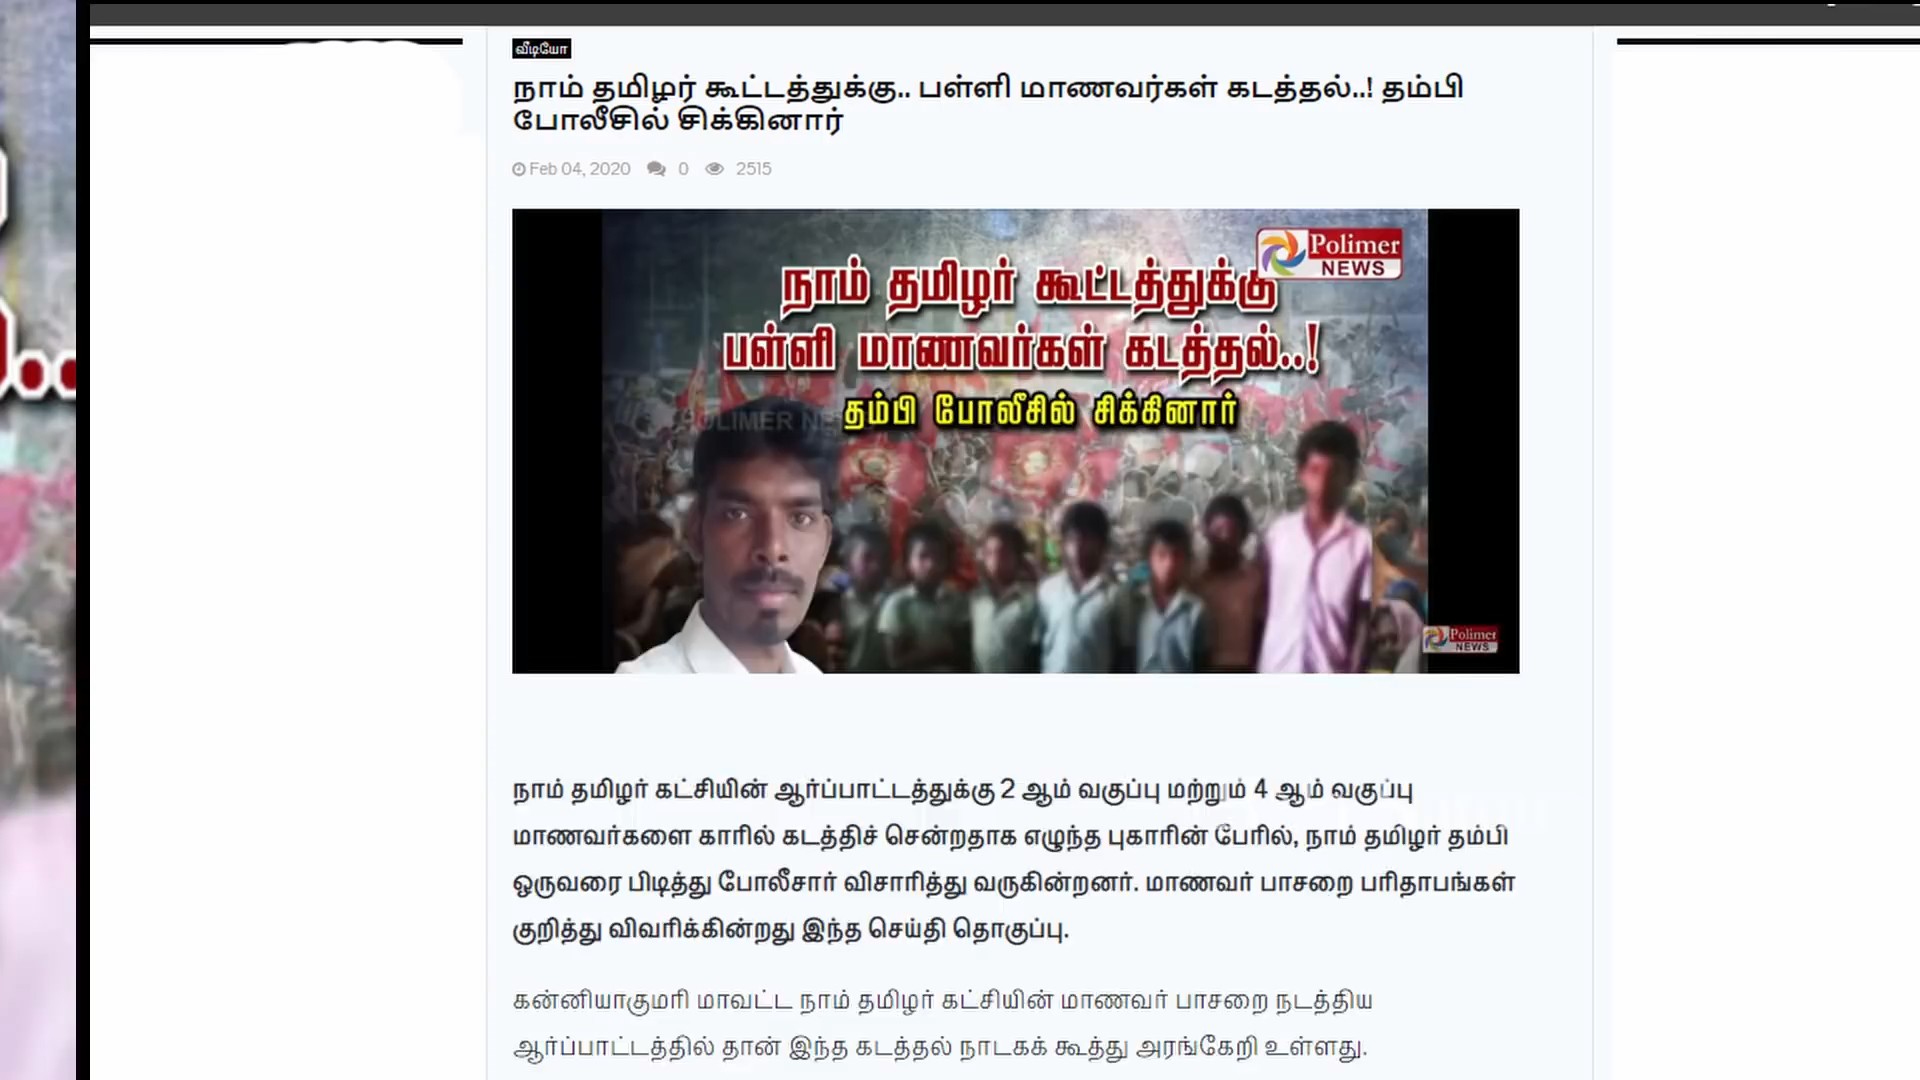 வீடியோ
நாம் தமிழர் கூட்டத்துக்கு.. பள்ளி மாணவர்கள் கடத்தல்..! தம்பி
போலீசில் சிக்கினார்
Feb 04, 2020 0 2515
Polimer
NEWS
நாம் தமிழர் கூட்டத்துக்கு
பள்ளி மாணவர்கள் கடத்தல்..!
தம்பி போலீசில் சிக்கினார்
POLIMER NE
Polimer
NEWS
நாம் தமிழர் கட்சியின் ஆர்ப்பாட்டத்துக்கு 2 ஆம் வகுப்பு மற்றும் 4 ஆம் வகுப்பு
மாணவர்களை காரில் கடத்திச் சென்றதாக எழுந்த புகாரின் பேரில், நாம் தமிழர் தம்பி
ஒருவரை பிடித்து போலீசார் விசாரித்து வருகின்றனர். மாணவர் பாசறை பரிதாபங்கள்
குறித்து விவரிக்கின்றது இந்த செய்தி தொகுப்பு.
கன்னியாகுமரி மாவட்ட நாம் தமிழர் கட்சியின் மாணவர் பாசறை நடத்திய
ஆர்ப்பாட்டத்தில் தான் இந்த கடத்தல் நாடகக் கூத்து அரங்கேறி உள்ளது.